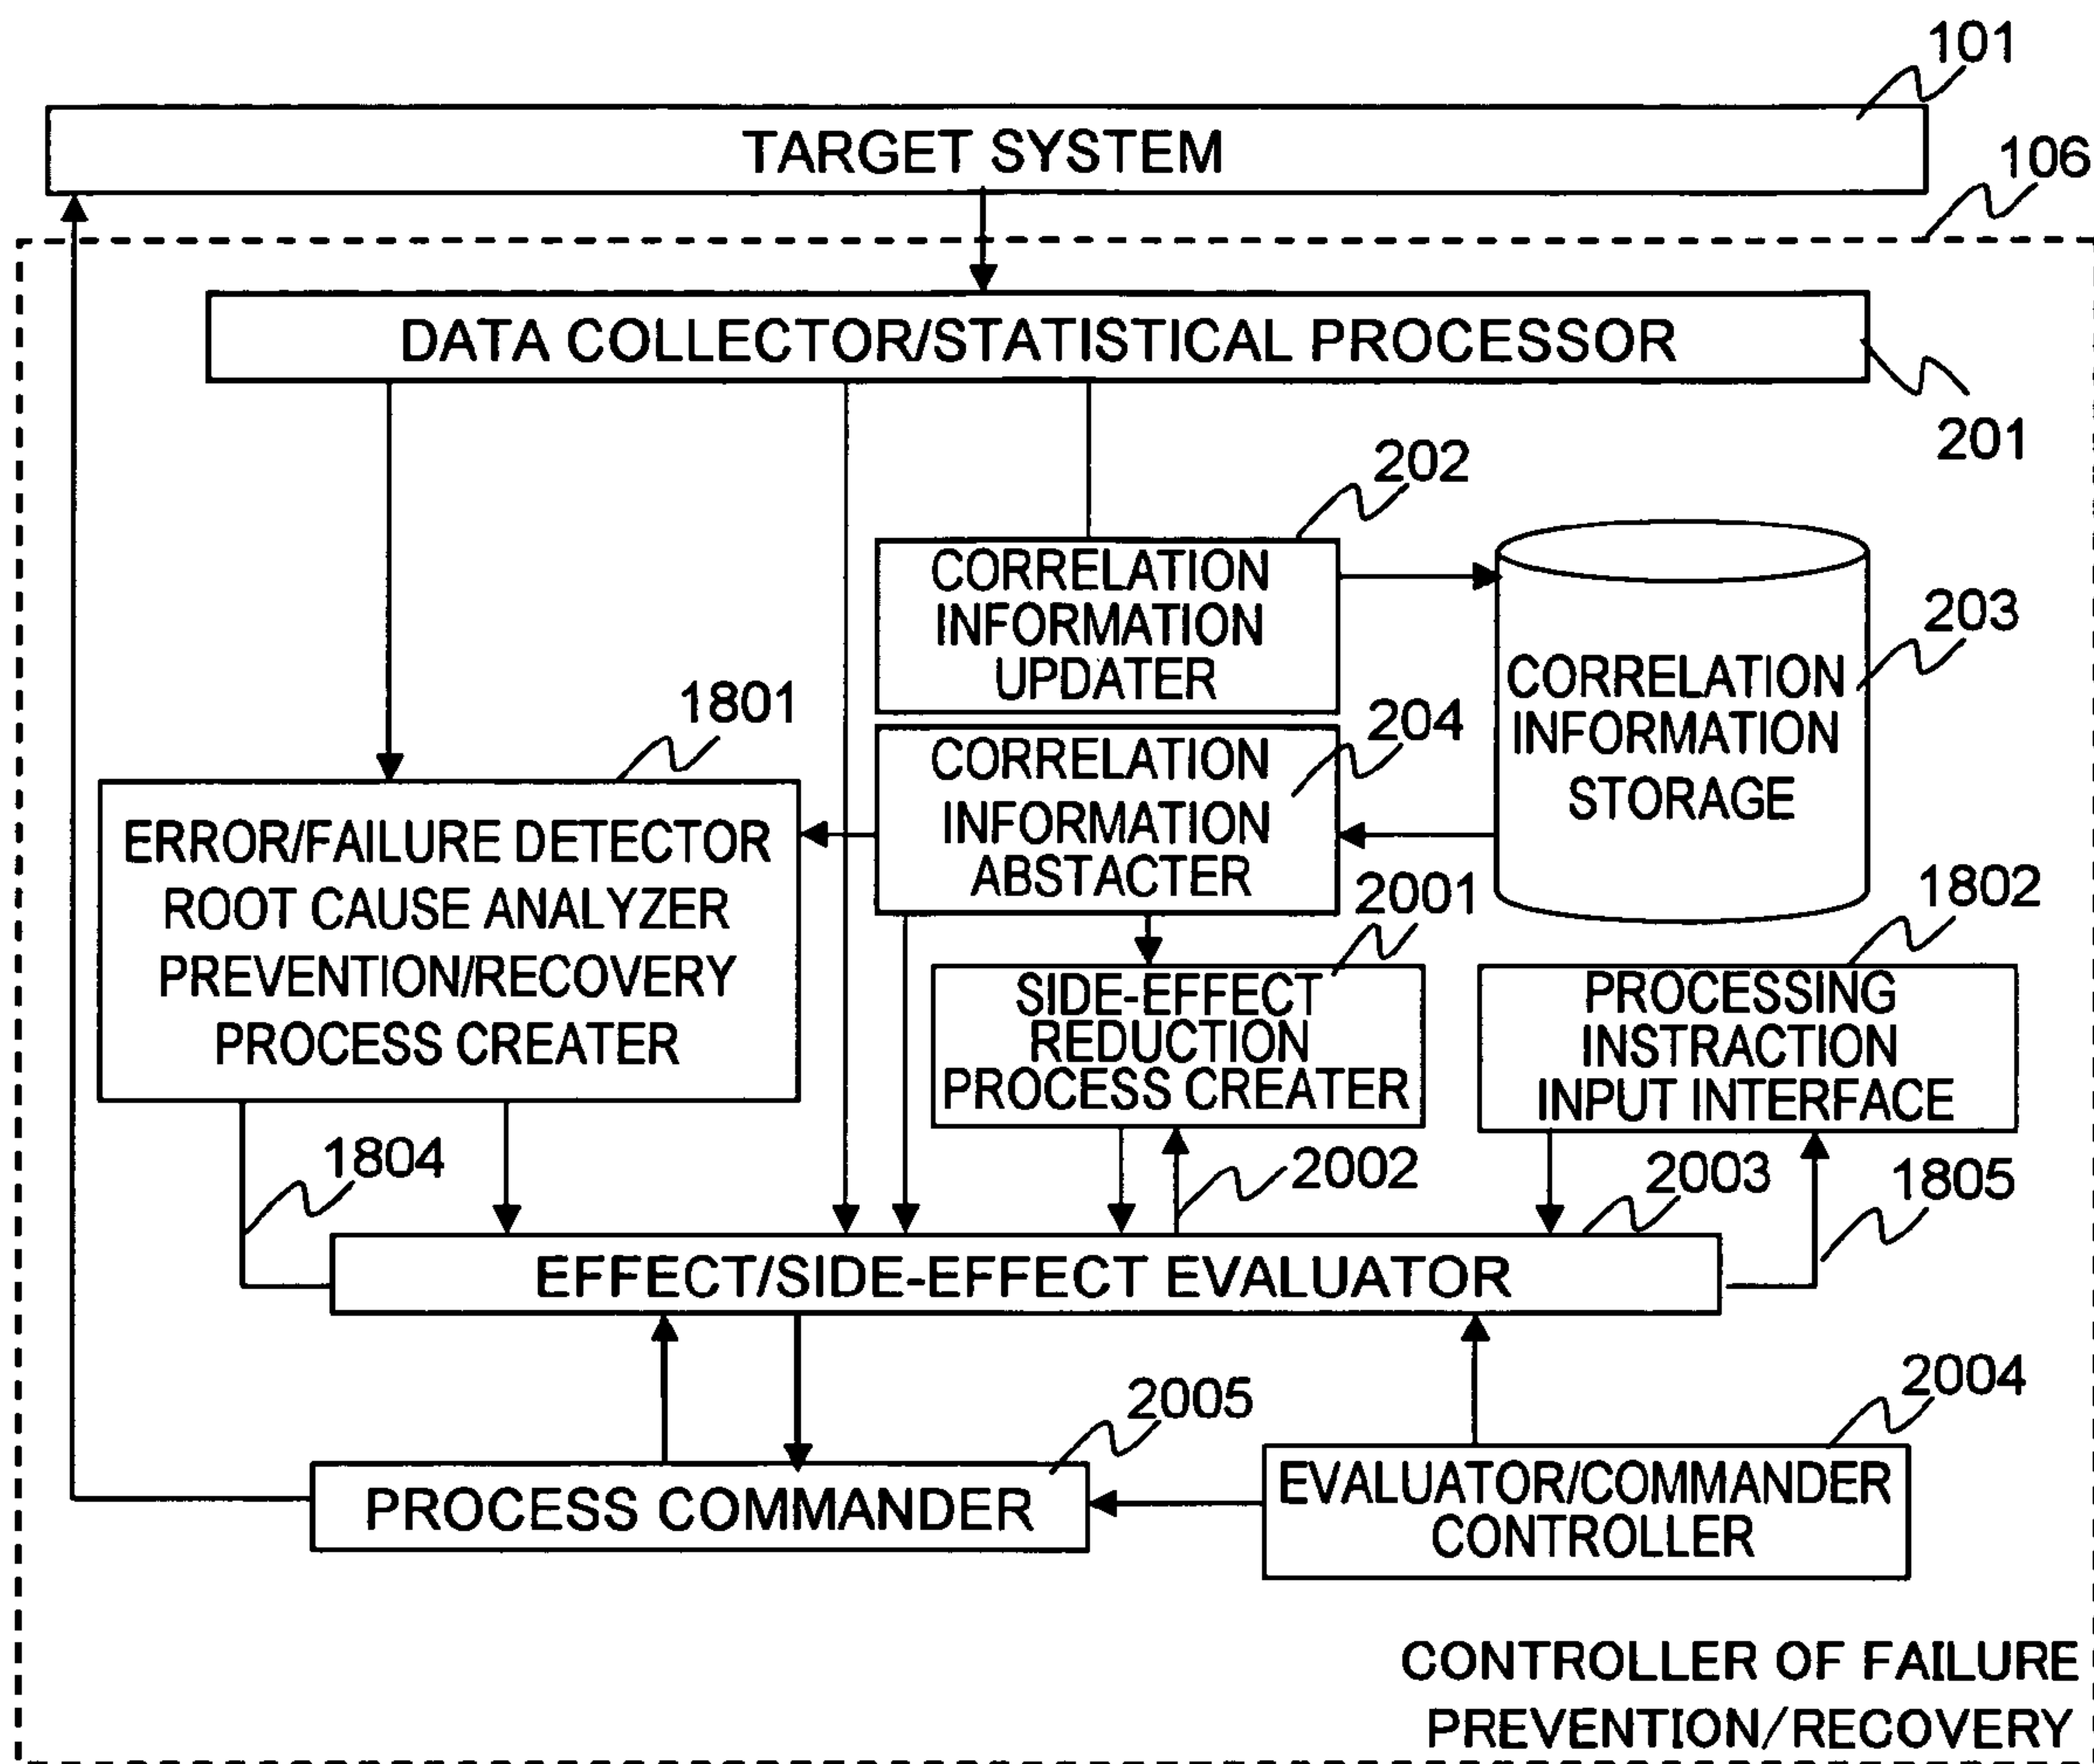 101
TARGET SYSTEM
106
DATA COLLECTOR/STATISTICAL PROCESSOR
201
202
CORRELATION
INFORMATION
UPDATER
203
CORRELATION
INFORMATION
STORAGE
1801
204
CORRELATION
INFORMATION
ABSTACTER
ERROR/FAILURE DETECTOR
ROOT CAUSE ANALYZER
PREVENTION/RECOVERY
PROCESS CREATER
2001
1802
SIDE-EFFECT
REDUCTION
PROCESS CREATER
PROCESSING
INSTRACTION
INPUT INTERFACE
1804
2002
2003
1805
EFFECT/SIDE-EFFECT EVALUATOR
2005
2004
PROCESS COMMANDER
EVALUATOR/COMMANDER
CONTROLLER
CONTROLLER OF FAILURE
PREVENTION/RECOVERY